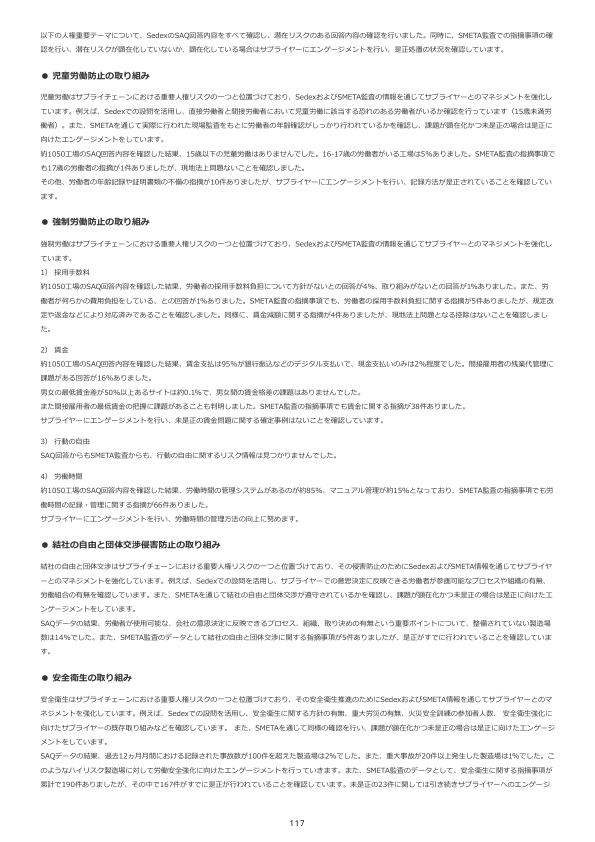 以下の人権重要テーマについて、SedexのSAQ回答内容をすべて確認し、潜在リスクのある回答内容の確認を行いました。同時に、SMETA監査での指摘事項の確
認を行い、潜在リスクが顕在化していないか、顕在化している場合はサプライヤーにエンゲージメントを行い、是正処置の状況を確認しています。
● 児童労働防止の取り組み
児童労働はサプライチェーンにおける重要人権リスクの一つと位置づけており、SedexおよびSMETA監査の情報を通じてサプライヤーとのマネジメントを強化し
ています。例えば、Sedexでの設問を活用し、直接労働者と間接労働者において児童労働に該当する恐れのある労働者がいるか確認を行っています（15歳未満労
働者）。また、SMETAを通じて実際に行われた現場監査をもとに労働者の年齢確認がしっかり行われているかを確認し、課題が顕在化かつ未是正の場合は是正に
向けたエンゲージメントをしています。
約1050工場のSAQ回答内容を確認した結果、15歳以下の児童労働はありませんでした。16-17歳の労働者がいる工場は5％ありました。SMETA監査の指摘事項で
も17歳の労働者の指摘が1件ありましたが、現地法上問題ないことを確認しました。
その他、労働者の年齢記録や証明書類の不備の指摘が10件ありましたが、サプライヤーにエンゲージメントを行い、記録方法が是正されていることを確認してい
ます。
● 強制労働防止の取り組み
強制労働はサプライチェーンにおける重要人権リスクの一つと位置づけており、SedexおよびSMETA監査の情報を通じてサプライヤーとのマネジメントを強化し
ています。
1） 採用手数料
約1050工場のSAQ回答内容を確認した結果、労働者の採用手数料負担について方針がないとの回答が4％、取り組みがないとの回答が1％ありました。また、労
働者が何らかの費用負担をしている、との回答が1％ありました。SMETA監査の指摘事項でも、労働者の採用手数料負担に関する指摘が5件ありましたが、規定改
定や返金などにより対応済みであることを確認しました。同様に、賃金減額に関する指摘が4件ありましたが、現地法上問題となる控除はないことを確認しまし
た。
2） 賃金
約1050工場のSAQ回答内容を確認した結果、賃金支払は95％が銀行振込などのデジタル支払いで、現金支払いのみは2％程度でした。間接雇用者の残業代管理に
課題がある回答が16％ありました。
男女の最低賃金差が50％以上あるサイトは約0.1％で、男女間の賃金格差の課題はありませんでした。
また間接雇用者の最低賃金の把握に課題があることも判明しました。SMETA監査の指摘事項でも賃金に関する指摘が38件ありました。
サプライヤーにエンゲージメントを行い、未是正の賃金問題に関する確定事例はないことを確認しています。
3） 行動の自由
SAQ回答からもSMETA監査からも、行動の自由に関するリスク情報は見つかりませんでした。
4） 労働時間
約1050工場のSAQ回答内容を確認した結果、労働時間の管理システムがあるのが約85％、マニュアル管理が約15％となっており、SMETA監査の指摘事項でも労
働時間の記録・管理に関する指摘が66件ありました。
サプライヤーにエンゲージメントを行い、労働時間の管理方法の向上に努めます。
● 結社の自由と団体交渉侵害防止の取り組み
結社の自由と団体交渉はサプライチェーンにおける重要人権リスクの一つと位置づけており、その侵害防止のためにSedexおよびSMETA情報を通じてサプライヤ
ーとのマネジメントを強化しています。例えば、Sedexでの設問を活用し、サプライヤーでの意思決定に反映できる労働者が参画可能なプロセスや組織の有無、
労働組合の有無を確認しています。また、SMETAを通じて結社の自由と団体交渉が遵守されているかを確認し、課題が顕在化かつ未是正の場合は是正に向けたエ
ンゲージメントをしています。
SAQデータの結果、労働者が使用可能な、会社の意思決定に反映できるプロセス、組織、取り決めの有無という重要ポイントについて、整備されていない製造場
数は14％でした。また、SMETA監査のデータとして結社の自由と団体交渉に関する指摘事項が5件ありましたが、是正がすでに行われていることを確認していま
す。
● 安全衛生の取り組み
安全衛生はサプライチェーンにおける重要人権リスクの一つと位置づけており、その安全衛生推進のためにSedexおよびSMETA情報を通じてサプライヤーとのマ
ネジメントを強化しています。例えば、Sedexでの設問を活用し、安全衛生に関する方針の有無、重大労災の有無、火災安全訓練の参加者人数、 安全衛生強化に
向けたサプライヤーの既存取り組みなどを確認しています。 また、SMETAを通じて同様の確認を行い、課題が顕在化かつ未是正の場合は是正に向けたエンゲージ
メントをしています。
SAQデータの結果、過去12ヵ月月間における記録された事故数が100件を超えた製造場は2％でした。また、重大事故が20件以上発生した製造場は1％でした。こ
のようなハイリスク製造場に対して労働安全強化に向けたエンゲージメントを行っていきます。また、SMETA監査のデータとして、安全衛生に関する指摘事項が
累計で190件ありましたが、その中で167件がすでに是正が行われていることを確認しています。未是正の23件に関しては引き続きサプライヤーへのエンゲージ
117